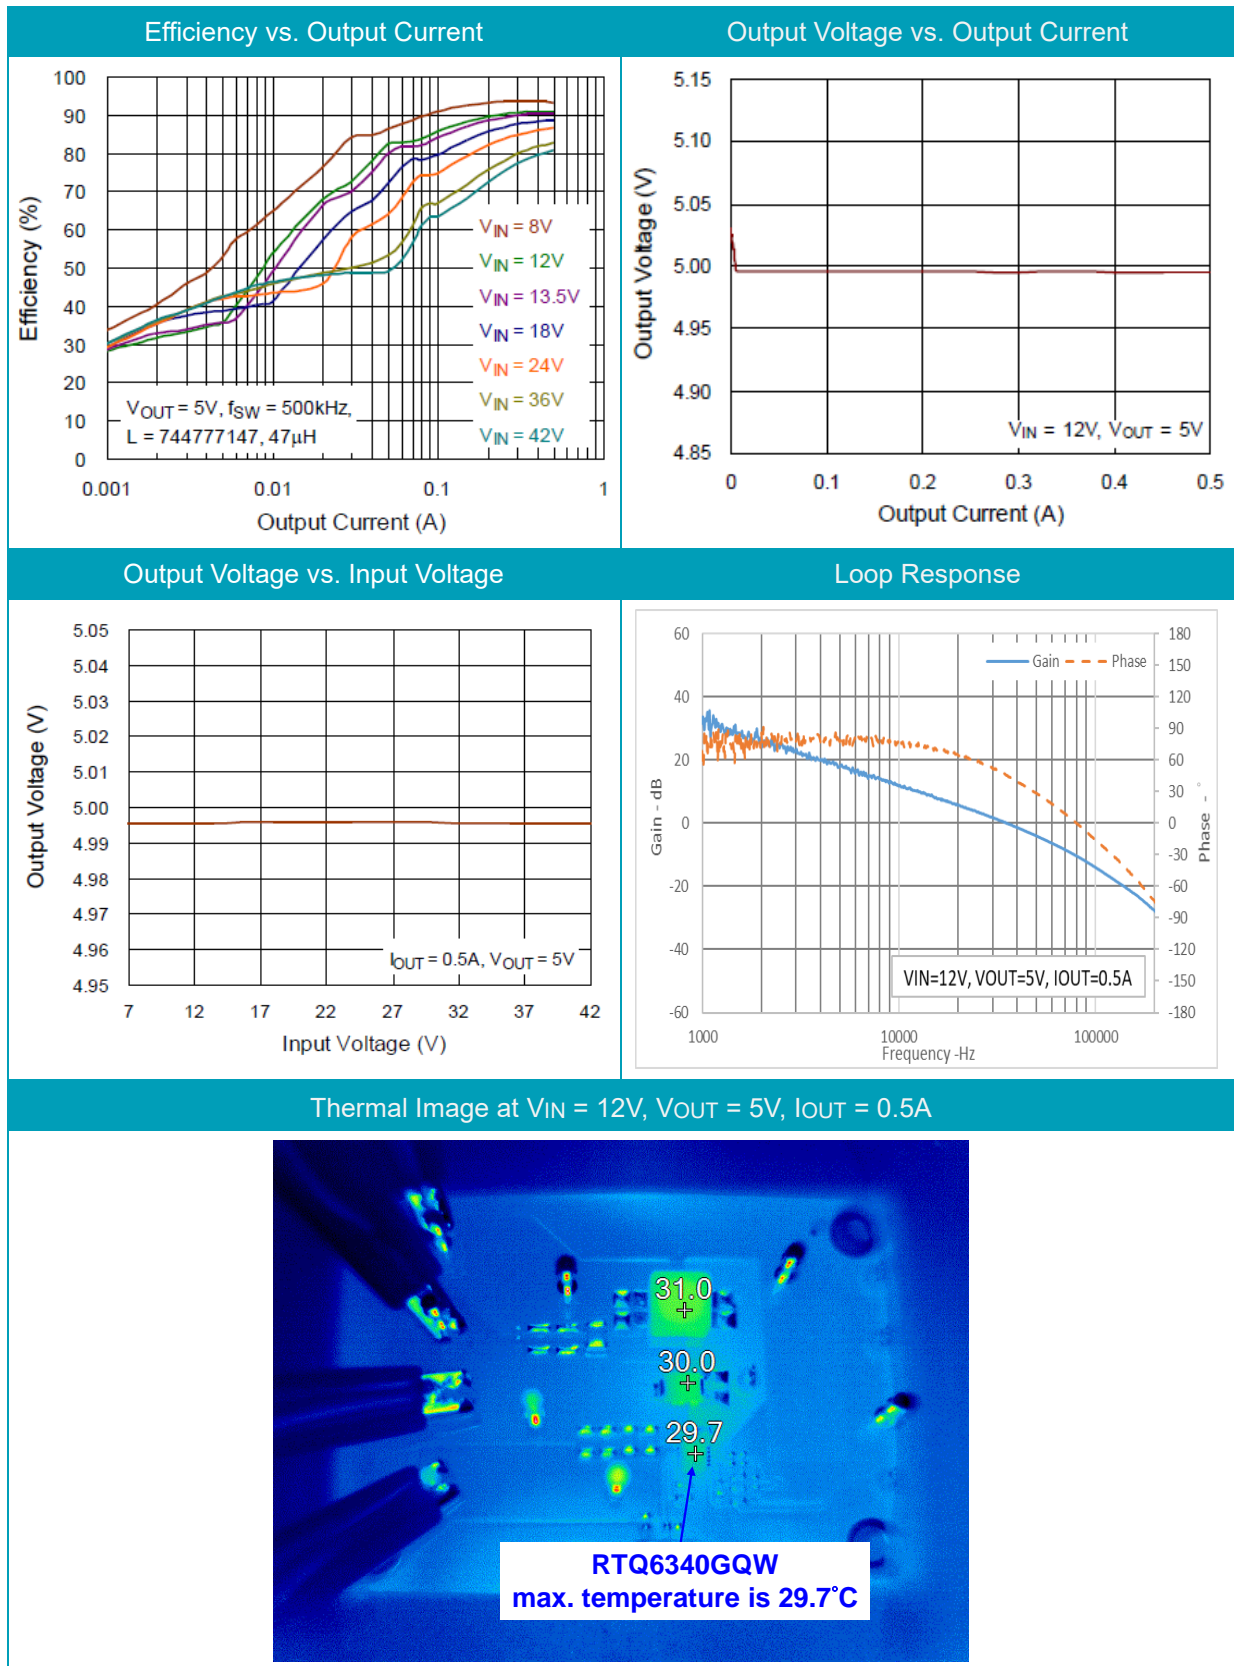 Efficiency vs. Output Current
Output Voltage vs. Output Current
100
90
80
70
60
50
40
30
20
10
0
Efficiency (%)
VIN = 8V
VIN = 12V
VIN = 13.5V
VIN = 18V
VIN = 24V
VIN = 36V
VIN = 42V
VOUT = 5V, fSW = 500kHz,
L = 744777147, 47μH
0.001 0.01 0.1 1
Output Current (A)
5.15
5.10
5.05
5.00
4.95
4.90
4.85
Output Voltage (V)
VIN = 12V, VOUT = 5V
0 0.1 0.2 0.3 0.4 0.5
Output Current (A)
Output Voltage vs. Input Voltage
Loop Response
5.05
5.04
5.03
5.02
5.01
5.00
4.99
4.98
4.97
4.96
4.95
Output Voltage (V)
IOUT = 0.5A, VOUT = 5V
7 12 17 22 27 32 37 42
Input Voltage (V)
60
40
20
0
-20
-40
-60
Gain - dB
Gain Phase
180
150
120
90
60
30
0
-30
-60
-90
-120
-150
-180
Phase - °
VIN=12V, VOUT=5V, IOUT=0.5A
1000 10000 100000
Frequency -Hz
Thermal Image at VIN = 12V, VOUT = 5V, IOUT = 0.5A
31.0
30.0
29.7
RTQ6340GQW
max. temperature is 29.7°C